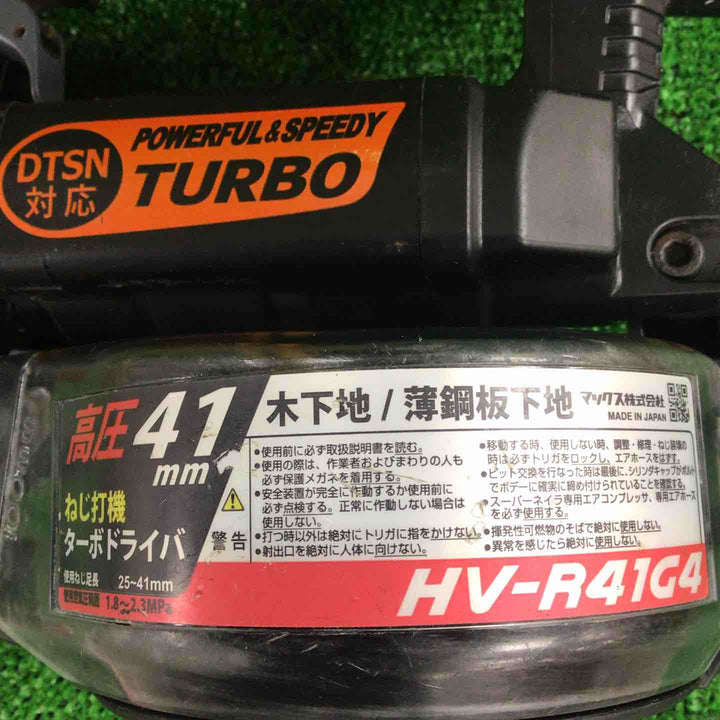 DTSN
対応
POWERFUL&SPEEDY
TURBO
高圧41
mm
ねじ打機
ターボドライバ
使用ねじ足長 25~41mm
使用空気圧範囲 1.8~2.3MPa
木下地/薄鋼板下地
マックス株式会社
MADE IN JAPAN
警告
•使用前に必ず取扱説明書を読む。
•使用の際は、作業者およびまわりの人も
必ず保護メガネを着用する。
•安全装置が完全に作動するか使用前に
必ず点検する。正常に作動しない場合は
使用しない。
•打つ時以外は絶対にトリガに指をかけない。
•射出口を絶対に人体に向けない。
•移動する時、使用しない時、調整・修理・ねじ装填の
時は必ずトリガをロックし、エアホースをはずす。
•ビット交換を行なった時は最後に、シリンダキャップがボルト
でボデーに確実に締め付けられていることを確認する。
•スーパーネイラ専用エアコンプレッサ、専用エアホース
を必ず使用する。
•揮発性可燃物のそばで絶対に使用しない。
•異常を感じたら絶対に使用しない。
HV-R41G4